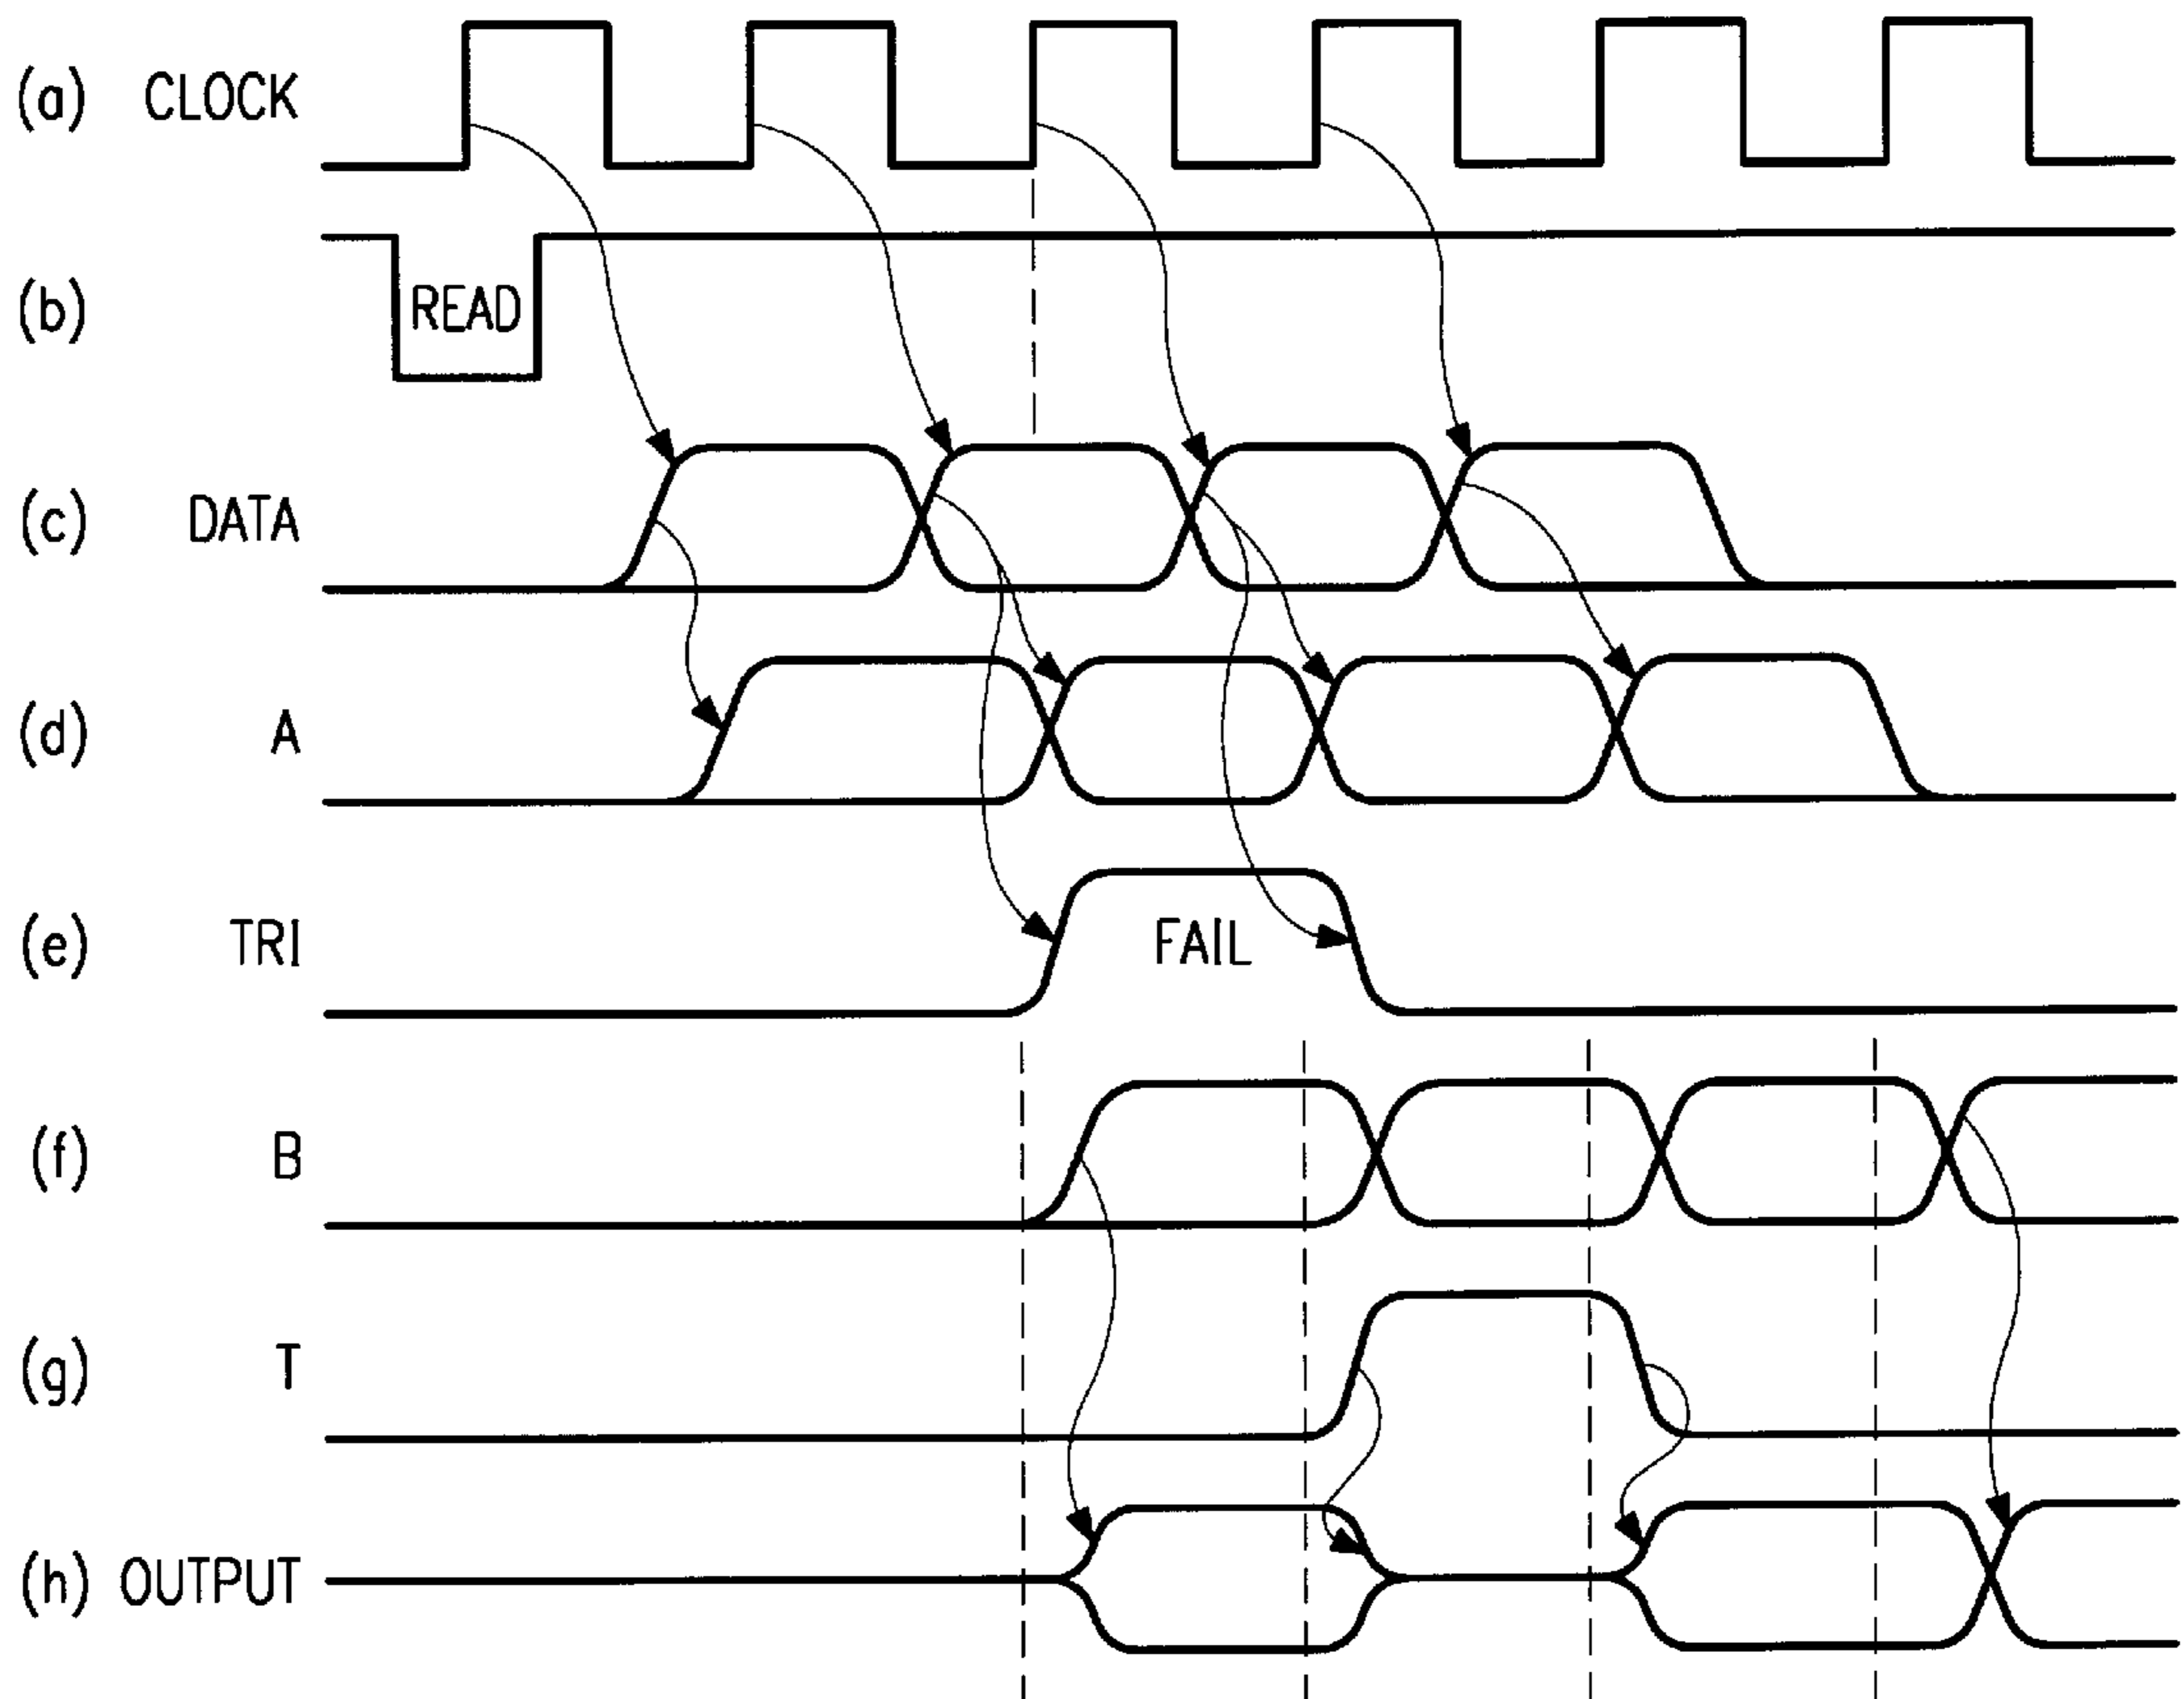 (a) CLOCK
(b) READ
(c) DATA
(d) A
(e) TRI FAIL
(f) B
(g) T
(h) OUTPUT